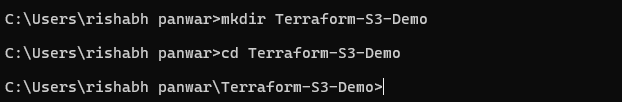 C:\Users\rishabh panwar>mkdir Terraform-S3-Demo
C:\Users\rishabh panwar>cd Terraform-S3-Demo
C:\Users\rishabh panwar\Terraform-S3-Demo>